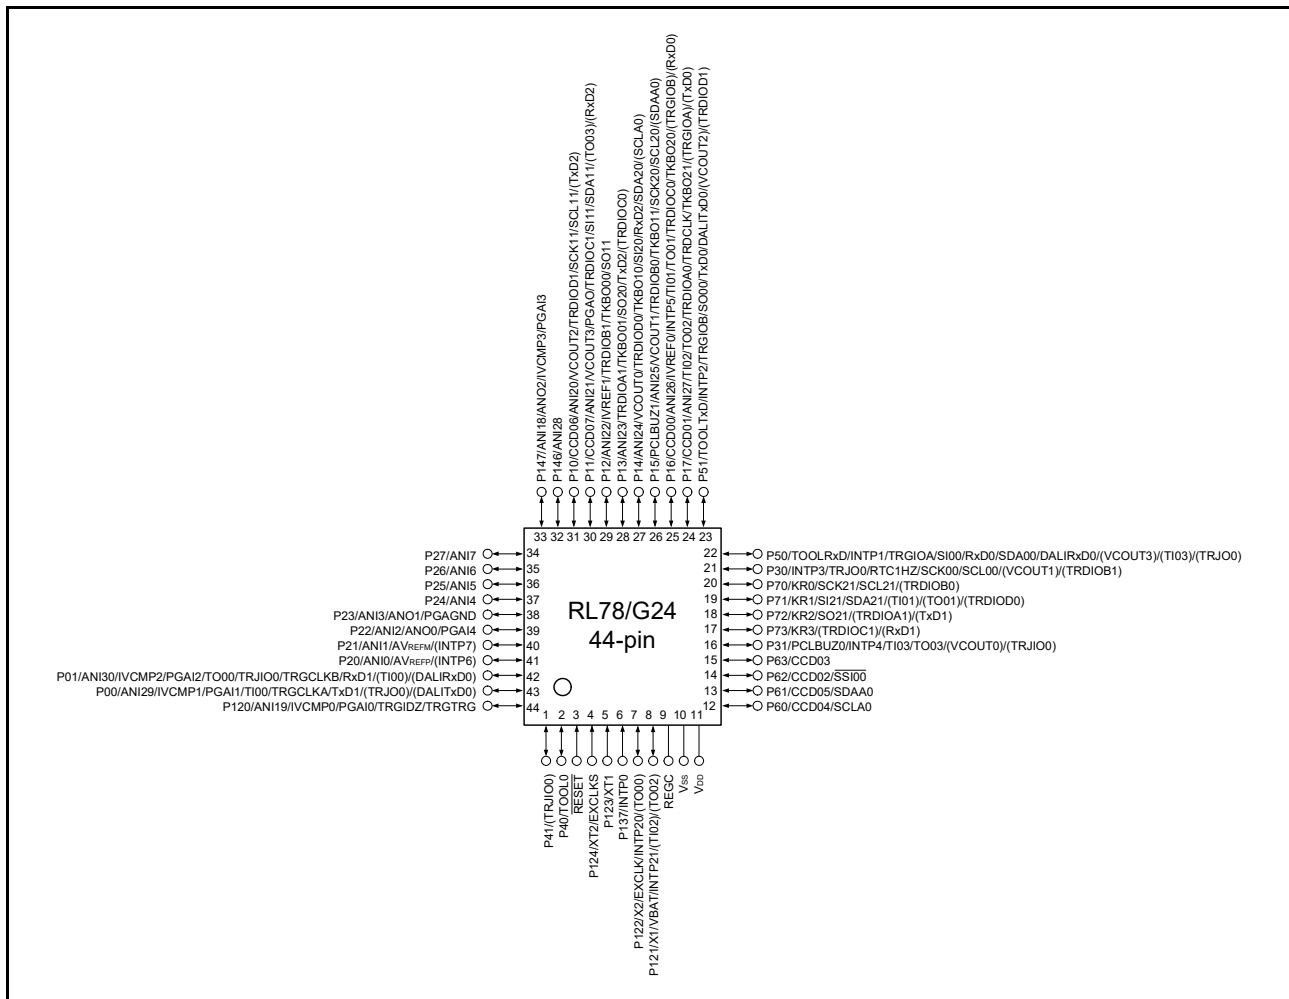 P147/ANI18/ANO2/IVCMP3/PGAI3
P146/ANI28
P10/CCD06/ANI20/VCOUT2/TRDIOD1/SCK11/SCL11/(TxD2)
P11/CCD07/ANI21/VCOUT3/PGAO/TRDIOC1/SI11/SDA11/(TO03)/(RxD2)
P12/ANI22/IVREF1/TRDIOB1/TKBO00/SO11
P13/ANI23/TRDIOA1/TKBO01/SO20/TxD2/(TRDIOC0)
P14/ANI24/VCOUT0/TRDIOD0/TKBO10/SI20/RxD2/SDA20/(SCLA0)
P15/PCLBUZ1/ANI25/VCOUT1/TRDIOB0/TKBO11/SCK20/SCL20/(SDAA0)
P16/CCD00/ANI26/IVREF0/INTP5/TI01/TO01/TRDIOC0/TKBO20/(TRGIOB)/(RxD0)
P17/CCD01/ANI27/TI02/TO02/TRDIOA0/TRDCLK/TKBO21/(TRGIOA)/(TxD0)
P51/TOOLTxD/INTP2/TRGIOB/SO00/TxD0/DALITxD0/(VCOUT2)/(TRDIOD1)
33 32 31 30 29 28 27 26 25 24 23
P27/ANI7 34
P26/ANI6 35
P25/ANI5 36
P24/ANI4 37
P23/ANI3/ANO1/PGAGND 38
P22/ANI2/ANO0/PGAI4 39
P21/ANI1/AVREFM/(INTP7) 40
P20/ANI0/AVREFP/(INTP6) 41
P01/ANI30/IVCMP2/PGAI2/TO00/TRJIO0/TRGCLKB/RxD1/(TI00)/(DALIRxD0) 42
P00/ANI29/IVCMP1/PGAI1/TI00/TRGCLKA/TxD1/(TRJO0)/(DALITxD0) 43
P120/ANI19/IVCMP0/PGAI0/TRGIDZ/TRGTRG 44
RL78/G24
44-pin
22 P50/TOOLRxD/INTP1/TRGIOA/SI00/RxD0/SDA00/DALIRxD0/(VCOUT3)/(TI03)/(TRJO0)
21 P30/INTP3/TRJO0/RTC1HZ/SCK00/SCL00/(VCOUT1)/(TRDIOB1)
20 P70/KR0/SCK21/SCL21/(TRDIOB0)
19 P71/KR1/SI21/SDA21/(TI01)/(TO01)/(TRDIOD0)
18 P72/KR2/SO21/(TRDIOA1)/(TxD1)
17 P73/KR3/(TRDIOC1)/(RxD1)
16 P31/PCLBUZ0/INTP4/TI03/TO03/(VCOUT0)/(TRJIO0)
15 P63/CCD03
14 P62/CCD02/SSI00
13 P61/CCD05/SDAA0
12 P60/CCD04/SCLA0
1 2 3 4 5 6 7 8 9 10 11
P41/(TRJIO0)
P40/TOOL0
RESET
P124/XT2/EXCLKS
P123/XT1
P137/INTP0
P122/X2/EXCLK/INTP20/(TO00)
P121/X1/VBAT/INTP21/(TI02)/(TO02)
REGC
VSS
VDD